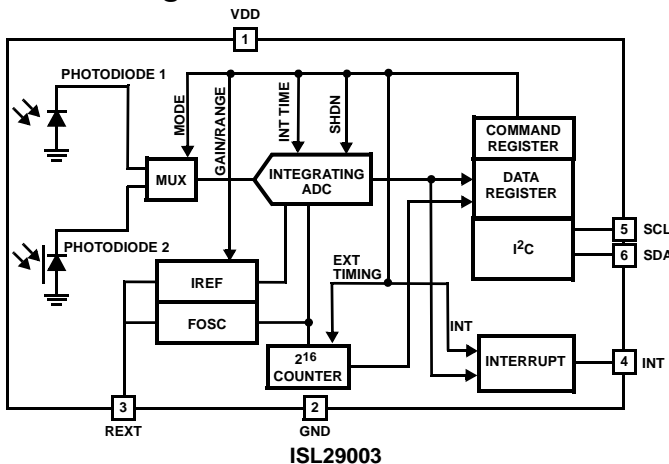 VDD
1
PHOTODIODE 1
MODE
GAIN/RANGE
INT TIME
SHDN
COMMAND
REGISTER
MUX
INTEGRATING
ADC
DATA
REGISTER
PHOTODIODE 2
I²C
5 SCL
6 SDA
EXT
TIMING
IREF
FOSC
INT
2¹⁶
COUNTER
INTERRUPT
4 INT
3
REXT
2
GND
ISL29003